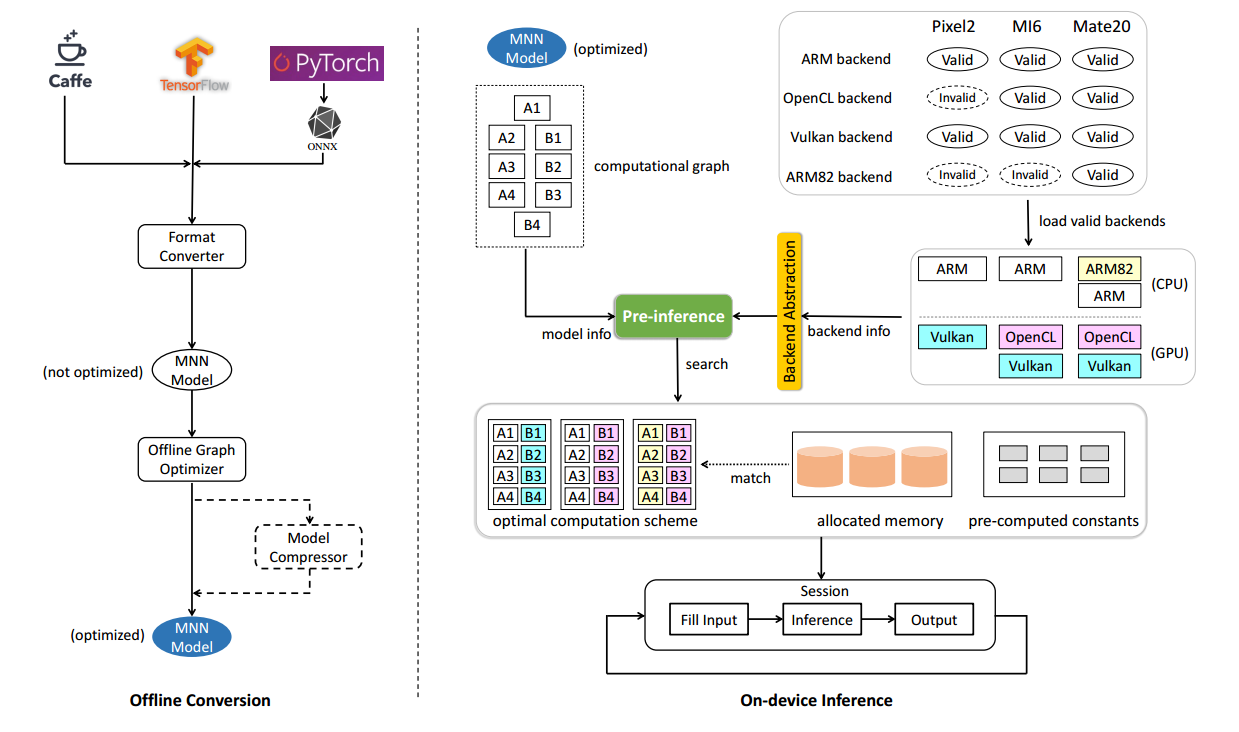 Caffe
TensorFlow
PyTorch
ONNX
Format
Converter
(not optimized)
MNN
Model
Offline Graph
Optimizer
Model
Compressor
(optimized)
MNN
Model
Offline Conversion
MNN
Model
(optimized)
A1
A2 B1
A3 B2
A4 B3
B4
computational graph
Pixel2 MI6 Mate20
ARM backend Valid Valid Valid
OpenCL backend Invalid Valid Valid
Vulkan backend Valid Valid Valid
ARM82 backend Invalid Invalid Valid
load valid backends
ARM ARM ARM82
ARM
(CPU)
Vulkan OpenCL OpenCL
Vulkan Vulkan
(GPU)
backend info
Backend Abstraction
Pre-inference
model info
search
A1 B1 A1 B1 A1 B1
A2 B2 A2 B2 A2 B2
A3 B3 A3 B3 A3 B3
A4 B4 A4 B4 A4 B4
optimal computation scheme
match
allocated memory
pre-computed constants
Session
Fill Input Inference Output
On-device Inference